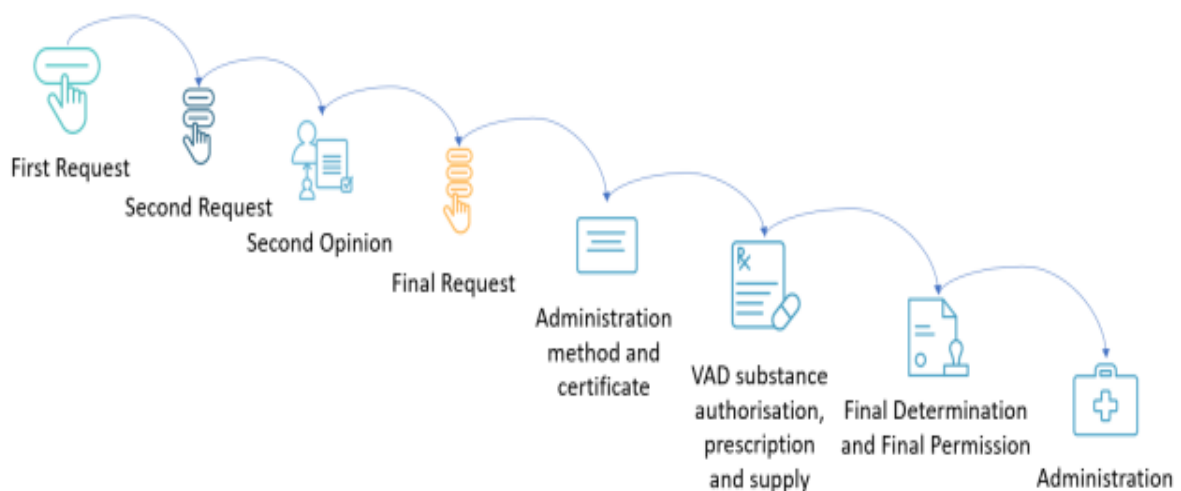 First Request
Second Request
Second Opinion
Final Request
Administration
method and
certificate
Rx
VAD substance
authorisation,
prescription
and supply
Final Determination
and Final Permission
Administration